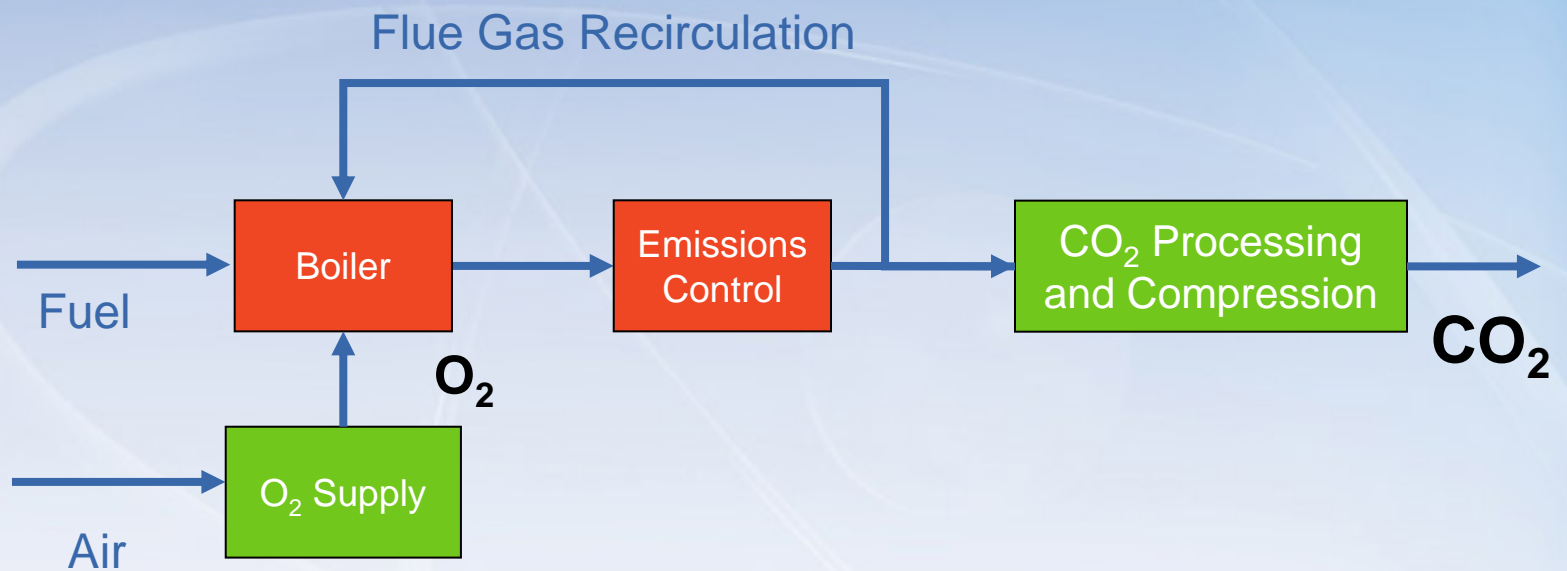 Flue Gas Recirculation
Boiler
Emissions
Control
CO₂ Processing
and Compression
Fuel
O₂
CO₂
O₂ Supply
Air